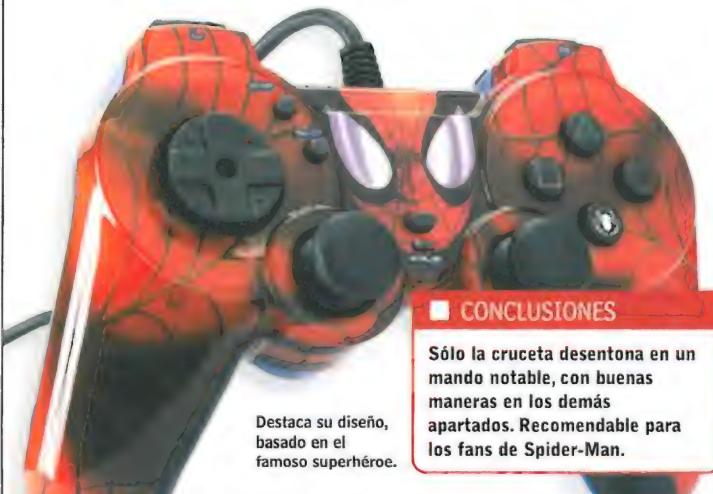 Destaca su diseño,
basado en el
famoso superhéroe.
CONCLUSIONES
Sólo la cruceta desentona en un
mando notable, con buenas
maneras en los demás
apartados. Recomendable para
los fans de Spider-Man.